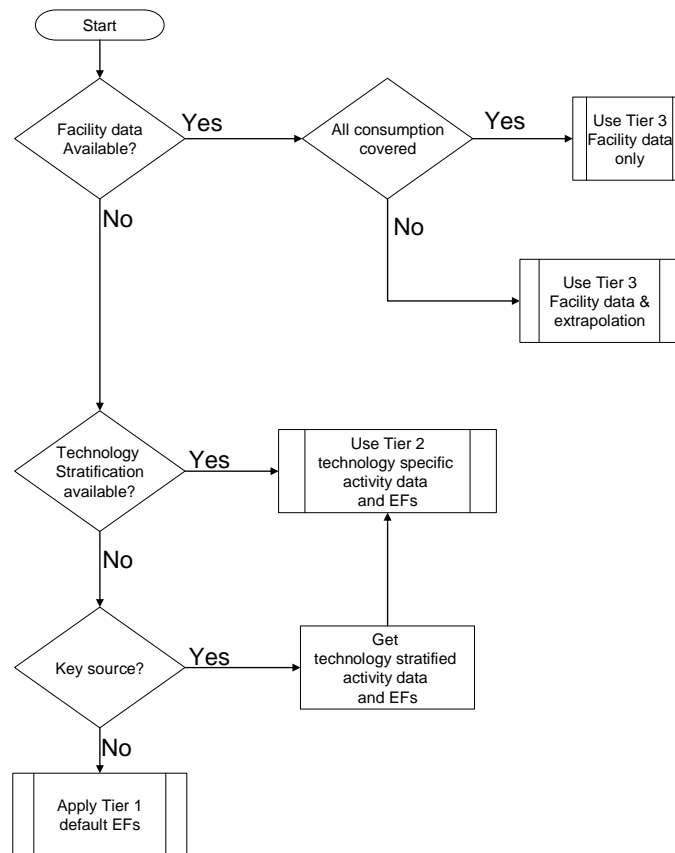 Start
Facility data
Available?
Yes
All consumption
covered
Yes
Use Tier 3
Facility data
only
No
No
Use Tier 3
Facility data &
extrapolation
Technology
Stratification
available?
Yes
Use Tier 2
technology specific
activity data
and EFs
No
Key source?
Yes
Get
technology stratified
activity data
and EFs
No
Apply Tier 1
default EFs